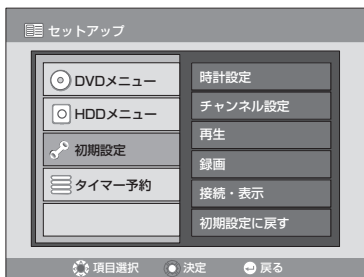 セットアップ
DVDメニュー
HDDメニュー
初期設定
タイマー予約
時計設定
チャンネル設定
再生
録画
接続・表示
初期設定に戻す
項目選択 決定 戻る